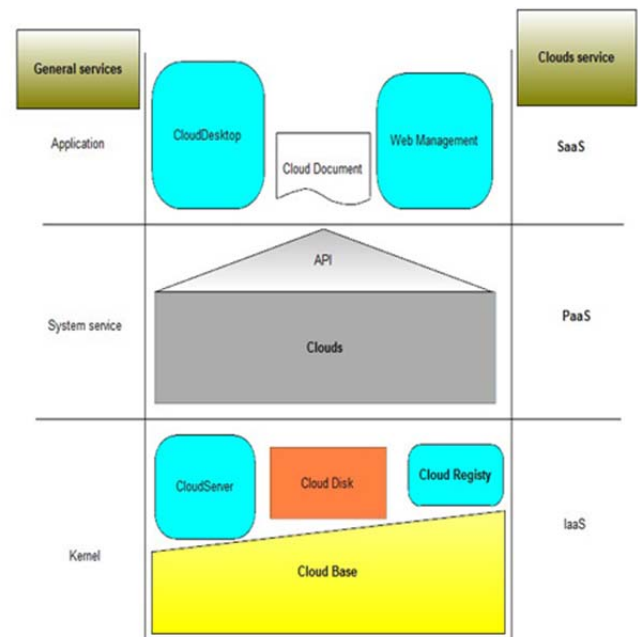 General services
Clouds service
Application
CloudDesktop
Cloud Document
Web Management
SaaS
API
System service
Clouds
PaaS
CloudServer
Cloud Disk
Cloud Registy
Kernel
Cloud Base
IaaS